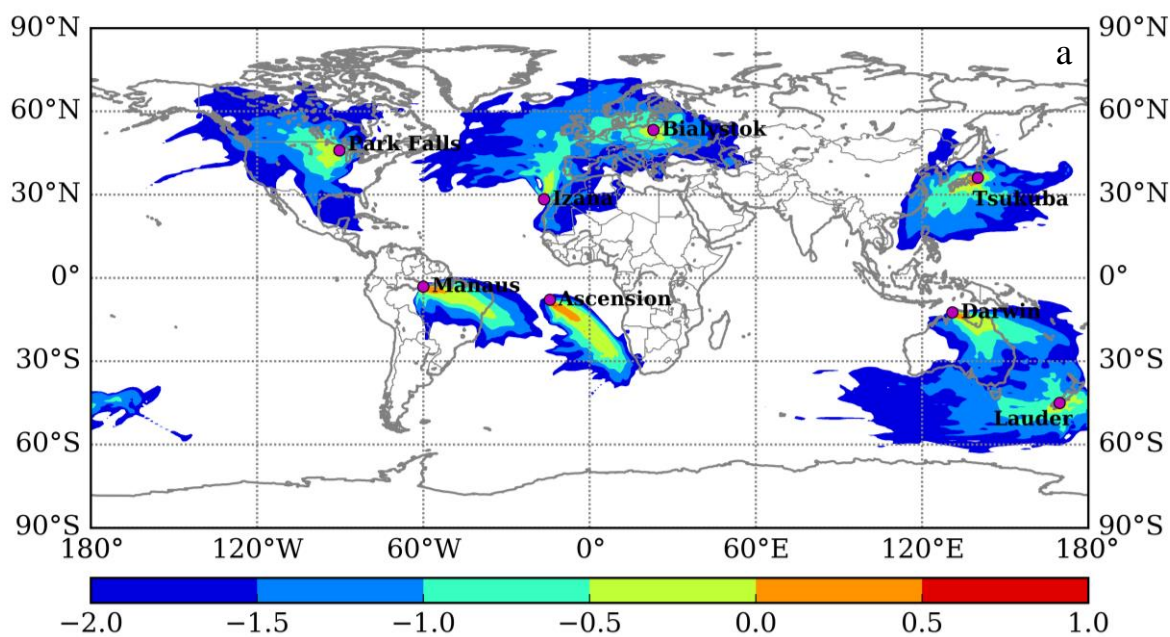 90°N
90°N
a
60°N
60°N
Park Falls
Bialystok
30°N
30°N
Izana
Tsukuba
0°
0°
Manaus
Ascension
Darwin
30°S
30°S
Lauder
60°S
60°S
90°S
90°S
180°
120°W
60°W
0°
60°E
120°E
180°
−2.0
−1.5
−1.0
−0.5
0.0
0.5
1.0